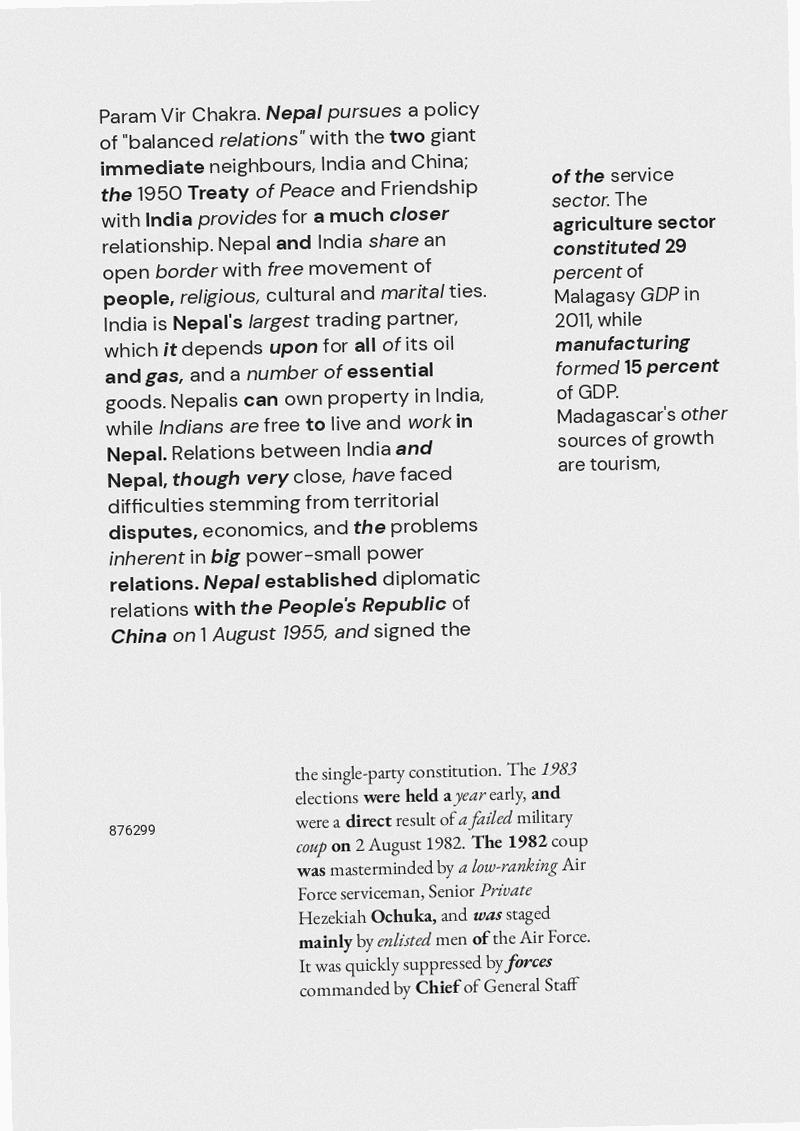 Param Vir Chakra. Nepal pursues a policy
of "balanced relations" with the two giant
immediate neighbours, India and China;
the 1950 Treaty of Peace and Friendship
with India provides for a much closer
relationship. Nepal and India share an
open border with free movement of
people, religious, cultural and marital ties.
India is Nepal's largest trading partner,
which it depends upon for all of its oil
and gas, and a number of essential
goods. Nepalis can own property in India,
while Indians are free to live and work in
Nepal. Relations between India and
Nepal, though very close, have faced
difficulties stemming from territorial
disputes, economics, and the problems
inherent in big power-small power
relations. Nepal established diplomatic
relations with the People's Republic of
China on 1 August 1955, and signed the
of the service
sector. The
agriculture sector
constituted 29
percent of
Malagasy GDP in
2011, while
manufacturing
formed 15 percent
of GDP.
Madagascar's other
sources of growth
are tourism,
the single-party constitution. The 1983
elections were held a year early, and
were a direct result of a failed military
coup on 2 August 1982. The 1982 coup
was masterminded by a low-ranking Air
Force serviceman, Senior Private
Hezekiah Ochuka, and was staged
mainly by enlisted men of the Air Force.
It was quickly suppressed by forces
commanded by Chief of General Staff
876299